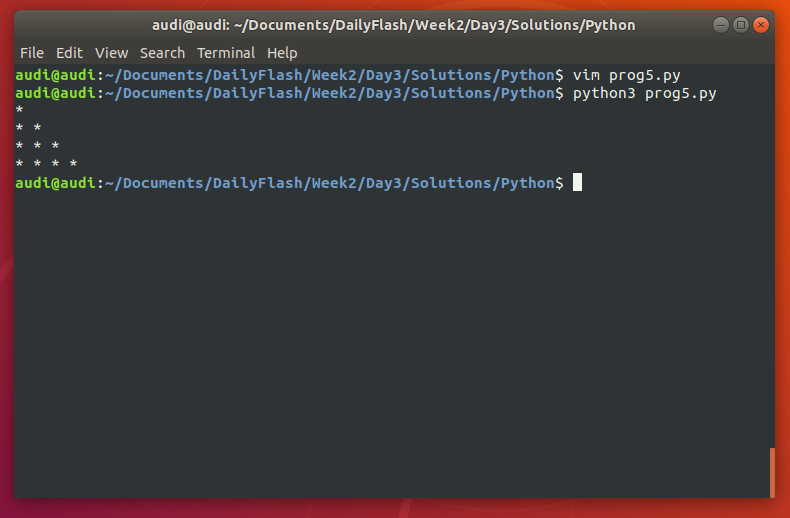 audi@audi: ~/Documents/DailyFlash/Week2/Day3/Solutions/Python
File Edit View Search Terminal Help
audi@audi:~/Documents/DailyFlash/Week2/Day3/Solutions/Python$ vim prog5.py
audi@audi:~/Documents/DailyFlash/Week2/Day3/Solutions/Python$ python3 prog5.py
*
* *
* * *
* * * *
audi@audi:~/Documents/DailyFlash/Week2/Day3/Solutions/Python$